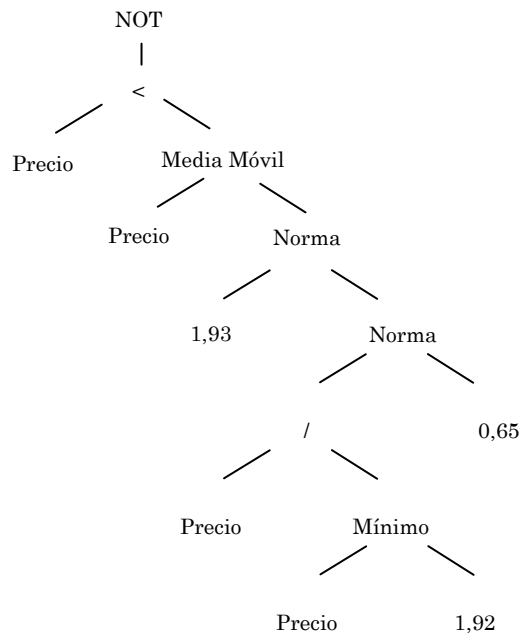 NOT
<
Precio Media Móvil
Precio Norma
1,93 Norma
/ 0,65
Precio Mínimo
Precio 1,92